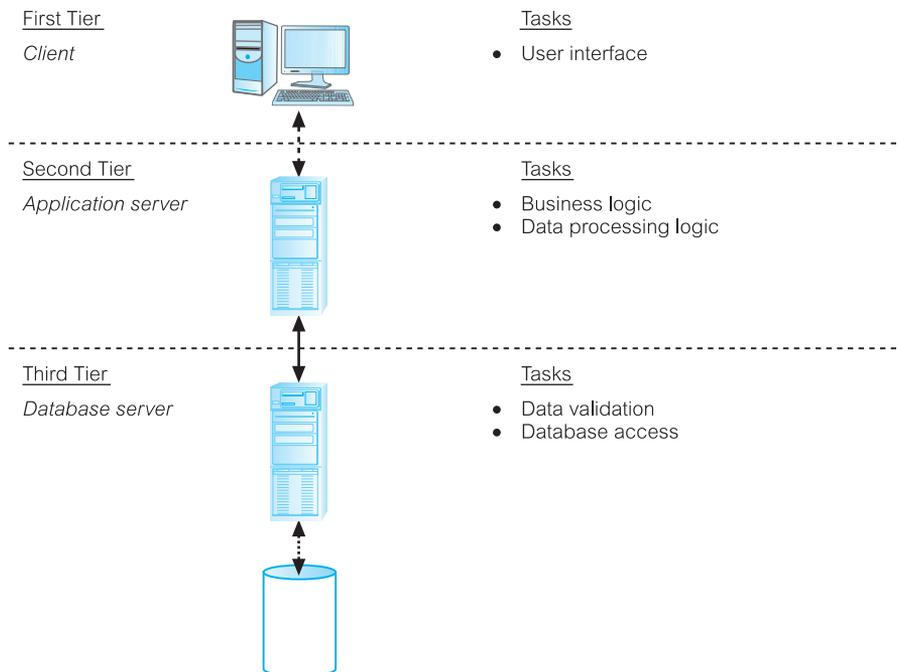 First Tier
Tasks
Client
• User interface
Second Tier
Tasks
Application server
• Business logic
• Data processing logic
Third Tier
Tasks
Database server
• Data validation
• Database access